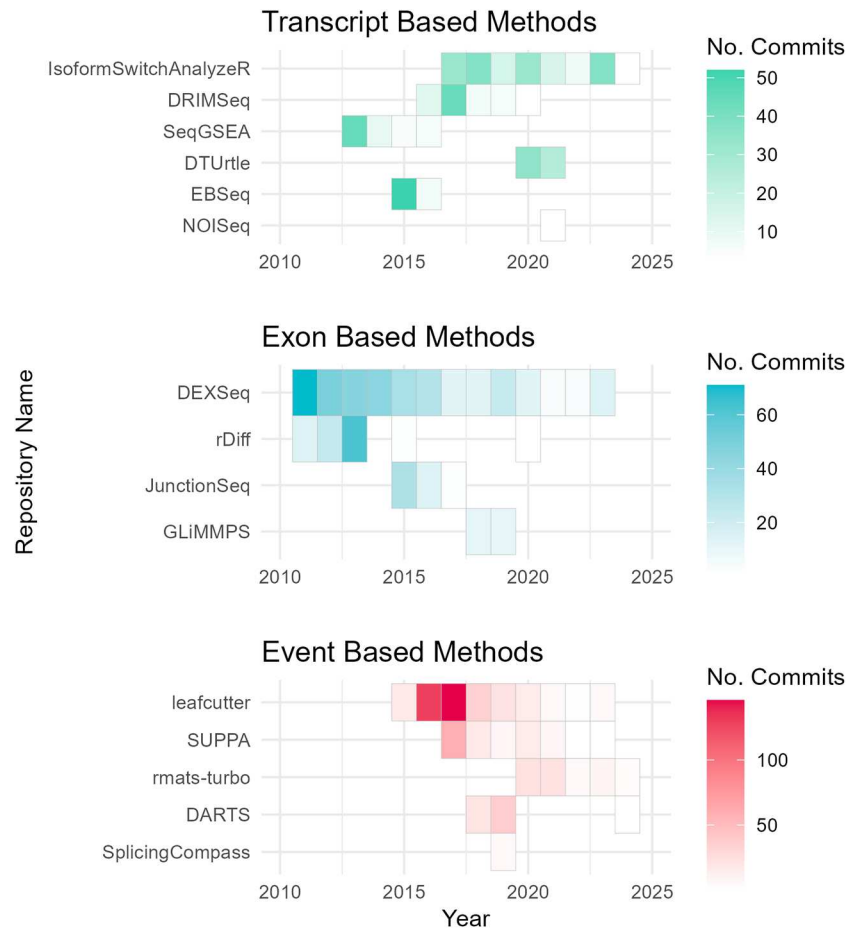 Transcript Based Methods
No. Commits
IsoformSwitchAnalyzeR
DRIMSeq
SeqGSEA
DTUrtle
EBSeq
NOISeq
50
40
30
20
10
2010 2015 2020 2025
Exon Based Methods
No. Commits
Repository Name
DEXSeq
rDiff
JunctionSeq
GLiMMPS
60
40
20
2010 2015 2020 2025
Event Based Methods
No. Commits
leafcutter
SUPPA
rmats-turbo
DARTS
SplicingCompass
100
50
2010 2015 2020 2025
Year